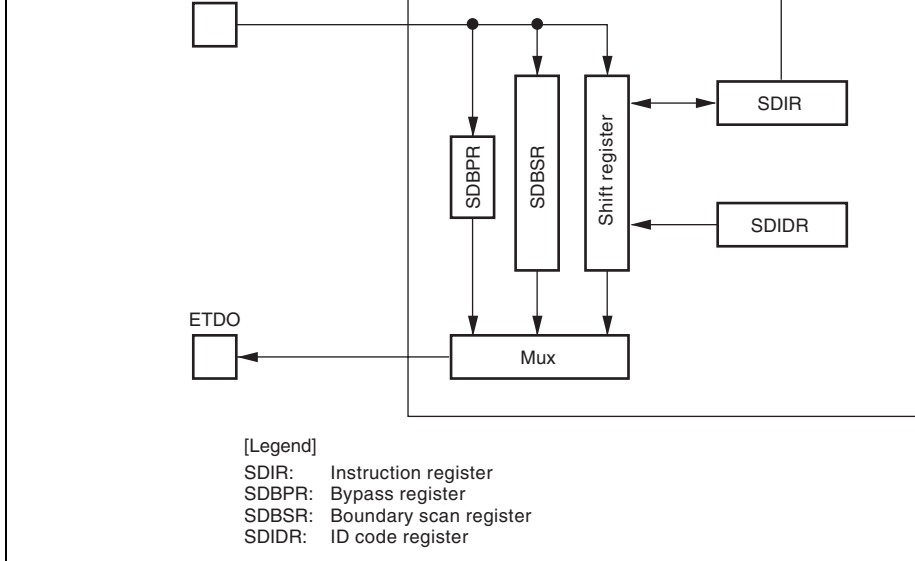 SDIR
SDBPR
SDBSR
Shift register
SDIDR
ETDO
Mux
[Legend]
SDIR: Instruction register
SDBPR: Bypass register
SDBSR: Boundary scan register
SDIDR: ID code register